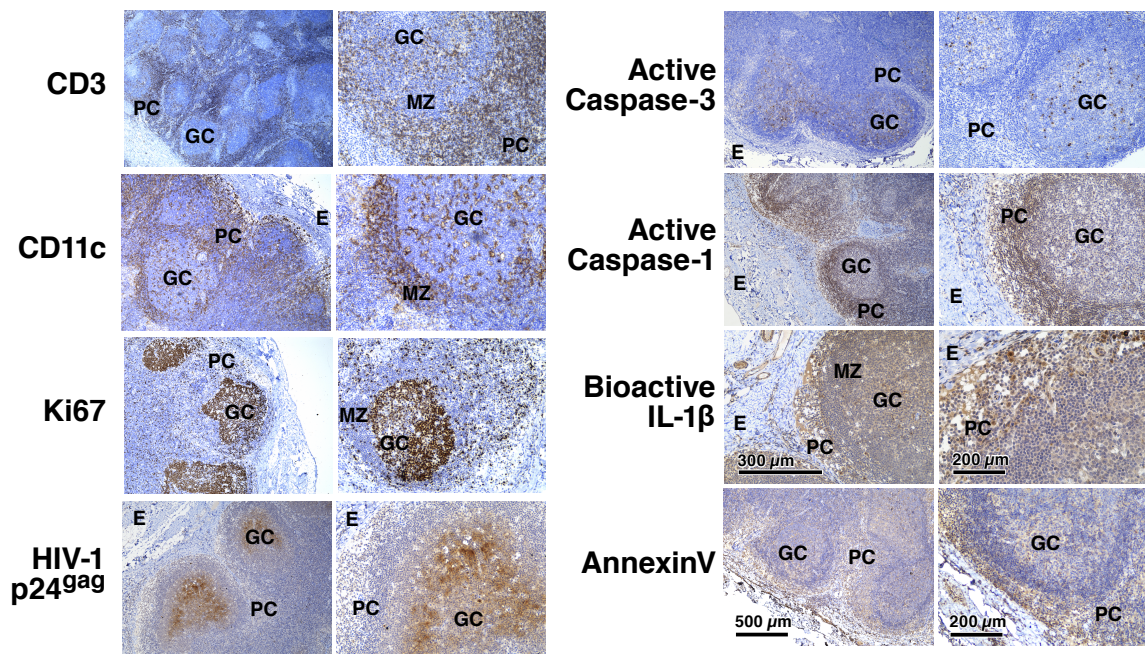 CD3
PC
GC
GC
MZ
PC
CD11c
GC
PC
E
GC
MZ
Ki67
PC
GC
MZ
GC
HIV-1
p24gag
E
GC
PC
E
PC
GC
Active
Caspase-3
E
PC
GC
PC
GC
Active
Caspase-1
E
GC
PC
PC
E
GC
Bioactive
IL-1β
E
MZ
GC
PC
300 µm
E
PC
200 µm
AnnexinV
GC
PC
500 µm
GC
PC
200 µm